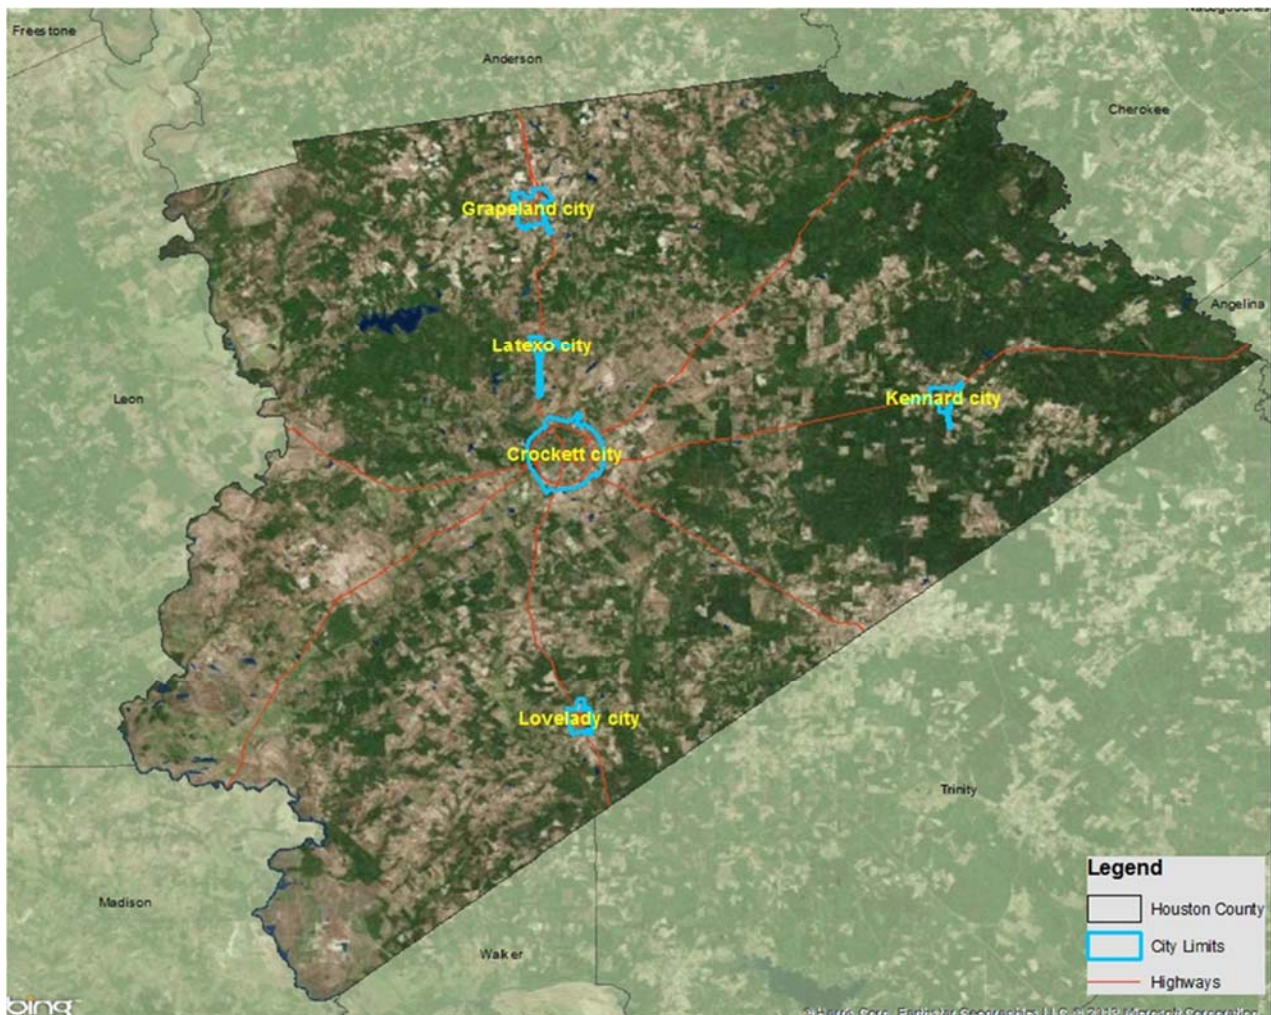 Freestone
Anderson
Cherokee
Grapeland city
Angelina
Latexo city
Leon
Kennard city
Crockett city
Lovelady city
Trinity
Legend
Houston County
City Limits
Highways
Madison
Walker
bing